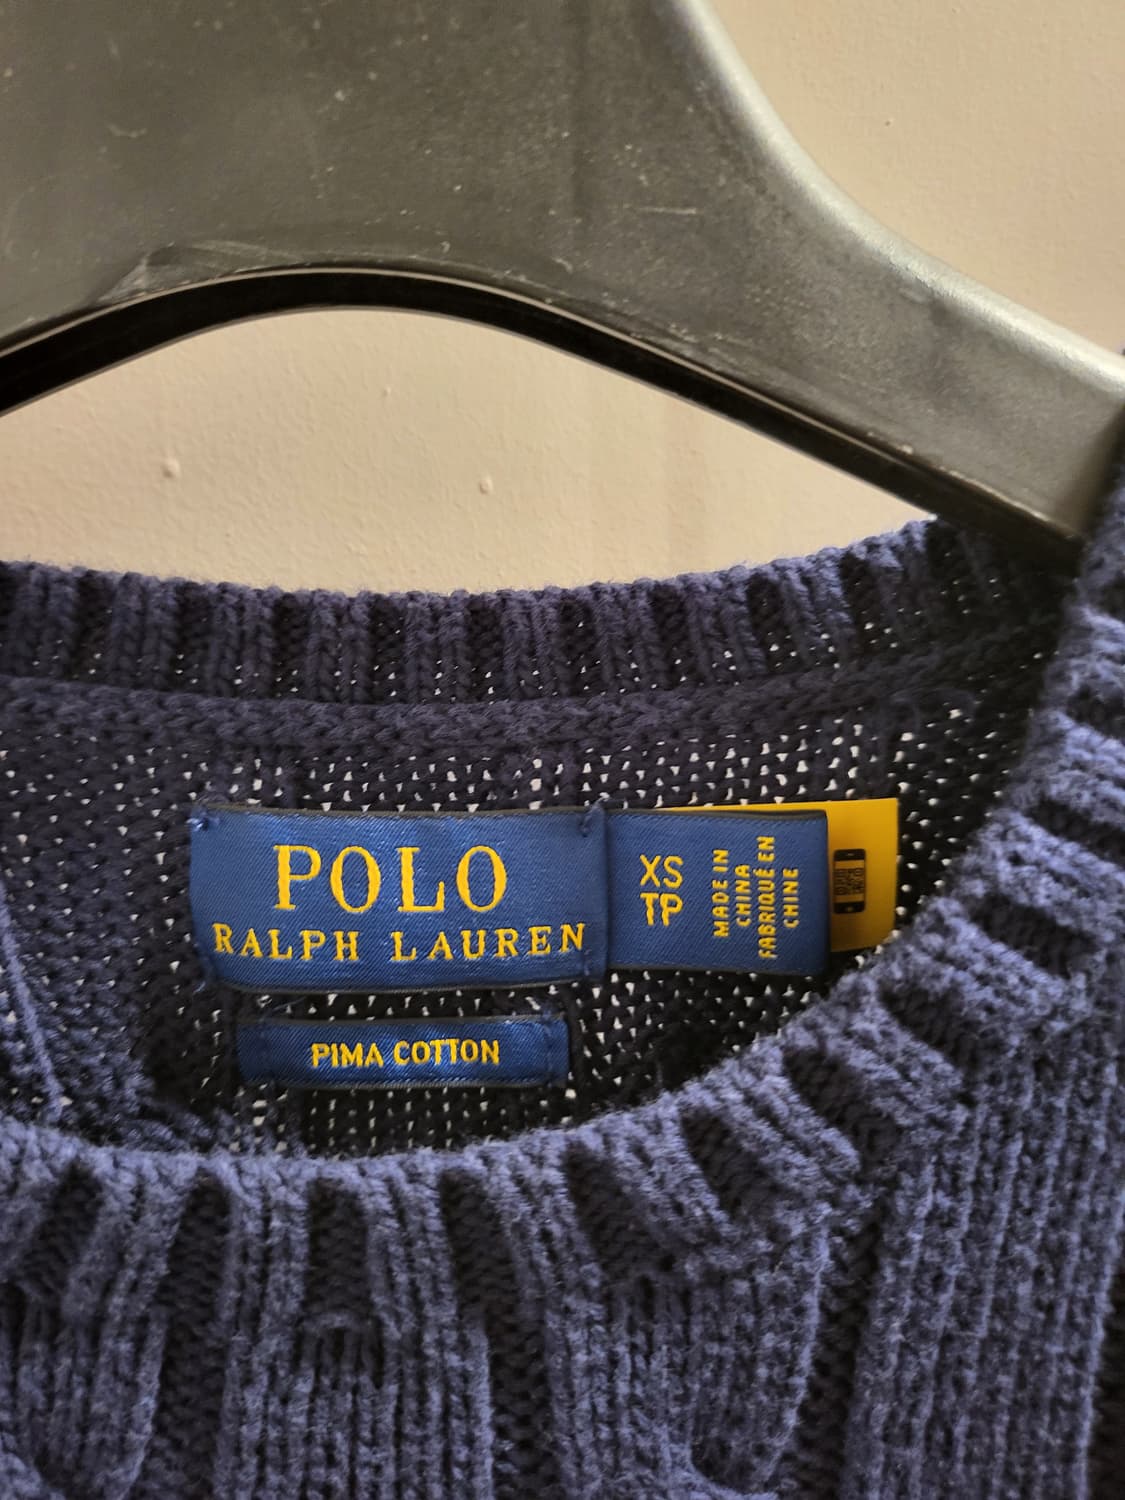 POLO
RALPH LAUREN
XS
TP
MADE IN
CHINA
FABRIQUÉ EN
CHINE
PIMA COTTON